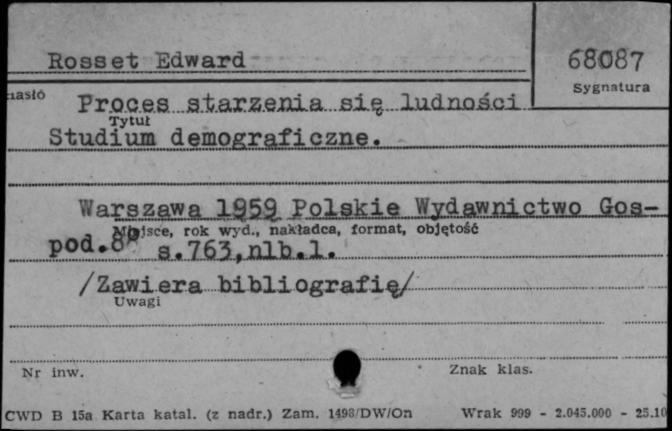 Rosset Edward
68087
Sygnatura
Proces starzenia się ludności
Tytuł
Studium demograficzne.
Warszawa 1959 Polskie Wydawnictwo Gos-
Miejsce, rok wyd., nakładca, format, objętość
pod.8° s.763,nlb.1.
/Zawiera bibliografię/
Uwagi
Nr inw.
Znak klas.
CWD B 15a Karta katal. (z nadr.) Zam. 1498/DW/On Wrak 999 - 2.045.000 - 25.10